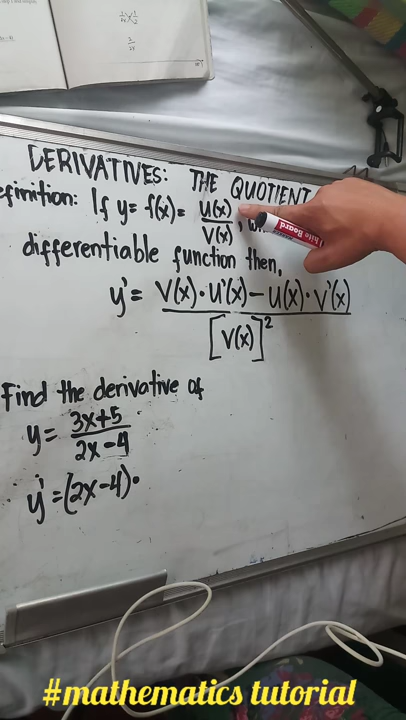 DERIVATIVES: THE QUOTIENT
efinition: If y = f(x) = U(x)/V(x)
differentiable function then,
y' = V(x)·U'(x) − U(x)·V'(x) / [V(x)]²
Find the derivative of
y = 3x+5 / 2x−4
y' = (2x−4)·
#mathematics tutorial